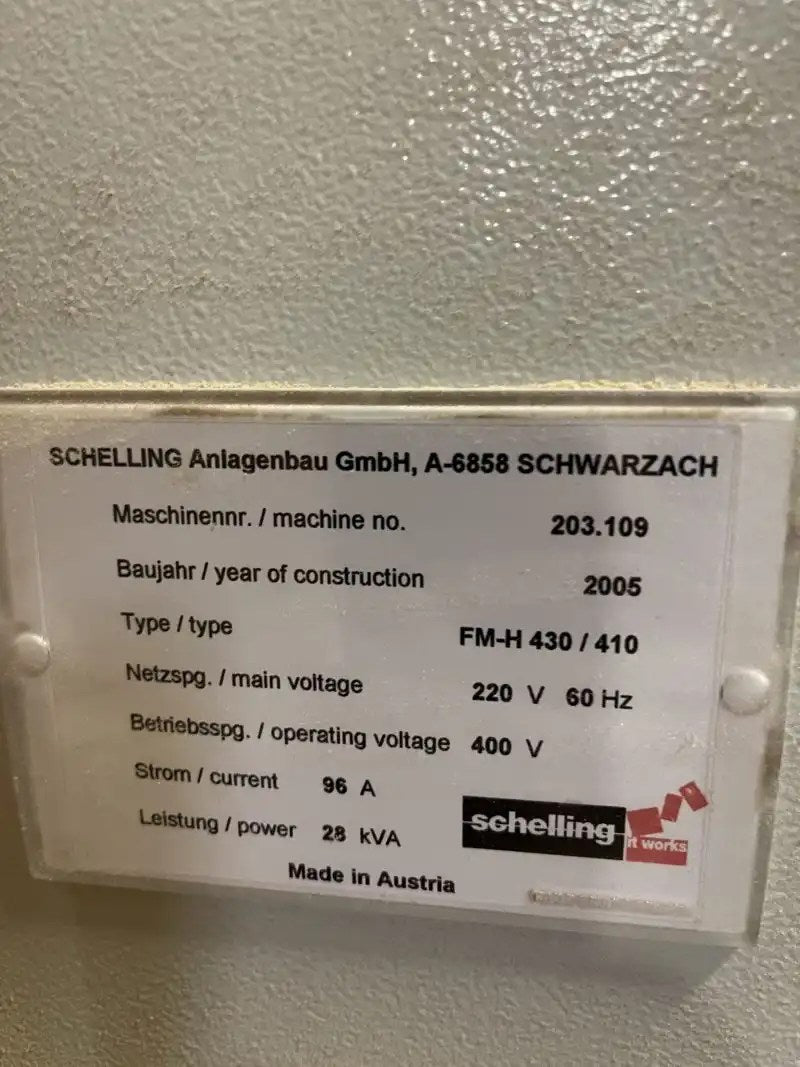 SCHELLING Anlagenbau GmbH, A-6858 SCHWARZACH
Maschinennr. / machine no. 203.109
Baujahr / year of construction 2005
Type / type FM-H 430 / 410
Netzspg. / main voltage 220 V 60 Hz
Betriebsspg. / operating voltage 400 V
Strom / current 96 A
Leistung / power 28 kVA
schelling
it works
Made in Austria